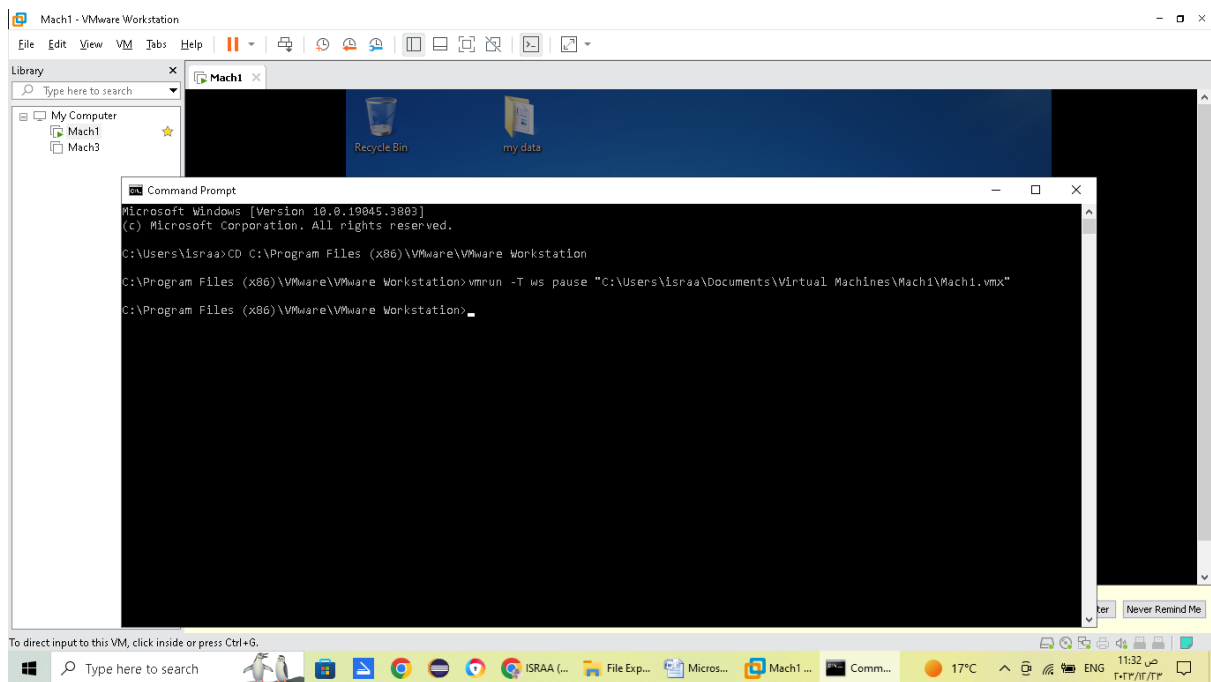 Mach1 - VMware Workstation
File Edit View VM Tabs Help
Library
Mach1
Type here to search
My Computer
Mach1
Mach3
Recycle Bin
my data
Command Prompt
Microsoft Windows [Version 10.0.19045.3803]
(c) Microsoft Corporation. All rights reserved.
C:\Users\israa>CD C:\Program Files (x86)\VMware\VMware Workstation
C:\Program Files (x86)\VMware\VMware Workstation>vmrun -T ws pause "C:\Users\israa\Documents\Virtual Machines\Mach1\Mach1.vmx"
C:\Program Files (x86)\VMware\VMware Workstation>
ter Never Remind Me
To direct input to this VM, click inside or press Ctrl+G.
Type here to search
ISRAA (...
File Exp...
Micros...
Mach1 ...
Comm...
17°C
ENG
11:32 ص
٢٠٢٣/١٢/٢٣